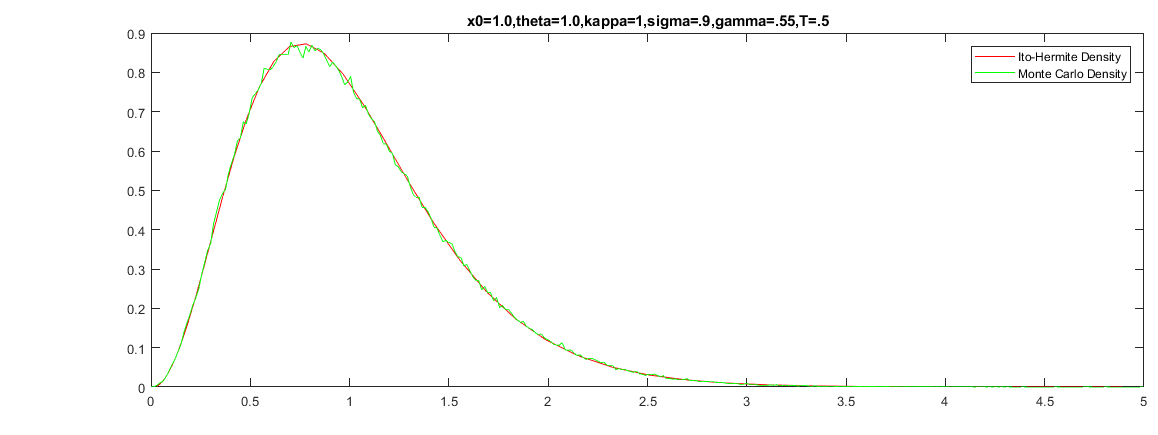 x0=1.0,theta=1.0,kappa=1,sigma=.9,gamma=.55,T=.5
Ito-Hermite Density
Monte Carlo Density
0.9
0.8
0.7
0.6
0.5
0.4
0.3
0.2
0.1
0
0 0.5 1 1.5 2 2.5 3 3.5 4 4.5 5